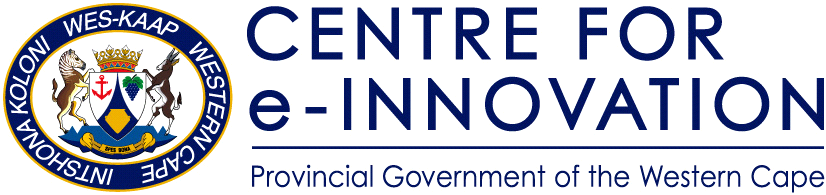 WES-KAAP
WESTERN CAPE
INTSHONA KOLONI
SPES BONA
CENTRE FOR
e-INNOVATION
Provincial Government of the Western Cape